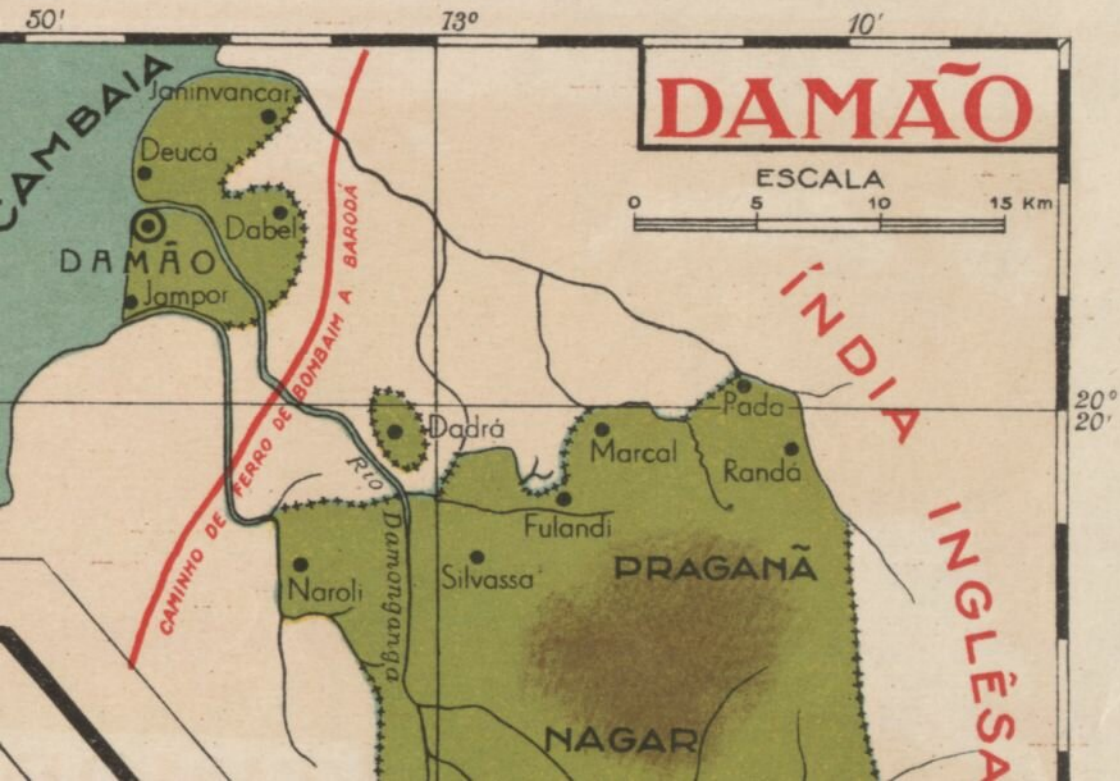 50'
73º
10'
DAMÃO
CAMBAIA
Janinvancar
Deucá
ESCALA
0 5 10 15 Km
Dabel
DAMÃO
Jampor
CAMINHO DE FERRO DE BOMBAIM A BARODÁ
ÍNDIA INGLÊSA
Pada
20º
20'
Dadrá
Marcal
Randá
Rio Damonganga
Fulandi
Naroli
Silvassa
PRAGANÃ
NAGAR